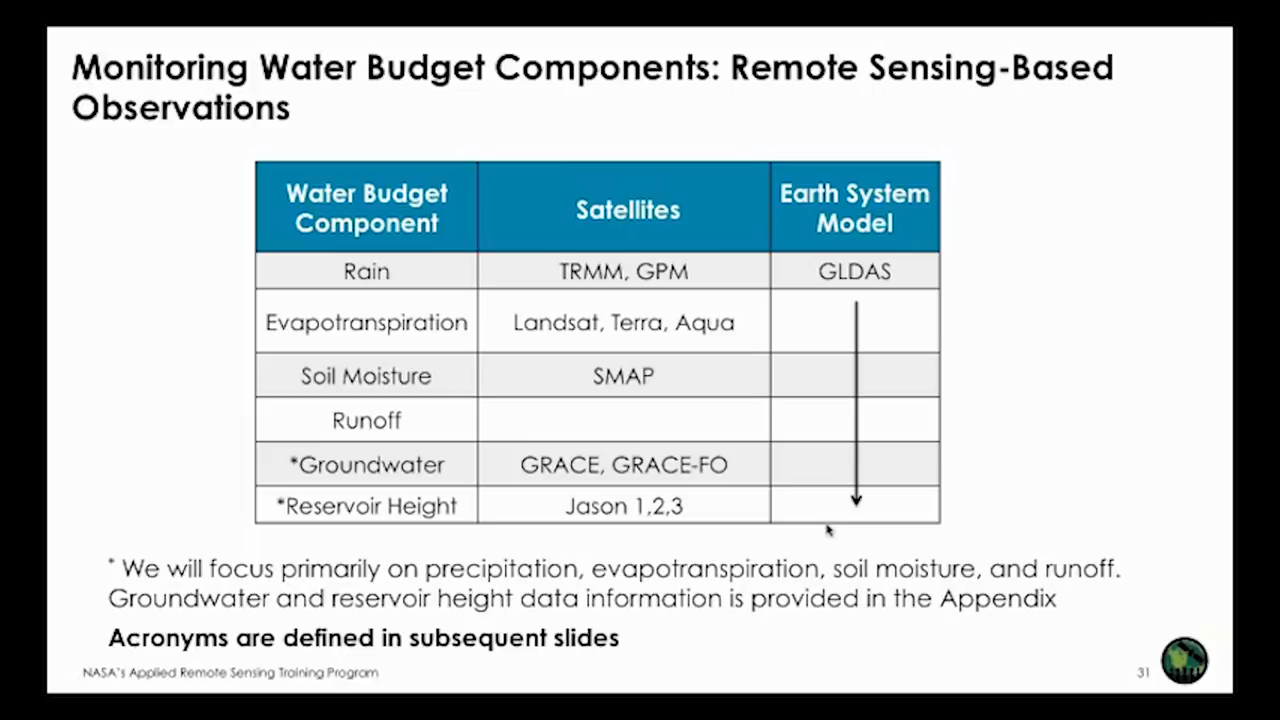 Monitoring Water Budget Components: Remote Sensing-Based
Observations
Water Budget Component
Satellites
Earth System Model
Rain
TRMM, GPM
GLDAS
Evapotranspiration
Landsat, Terra, Aqua
Soil Moisture
SMAP
Runoff
*Groundwater
GRACE, GRACE-FO
*Reservoir Height
Jason 1,2,3
* We will focus primarily on precipitation, evapotranspiration, soil moisture, and runoff.
Groundwater and reservoir height data information is provided in the Appendix
Acronyms are defined in subsequent slides
NASA's Applied Remote Sensing Training Program
31